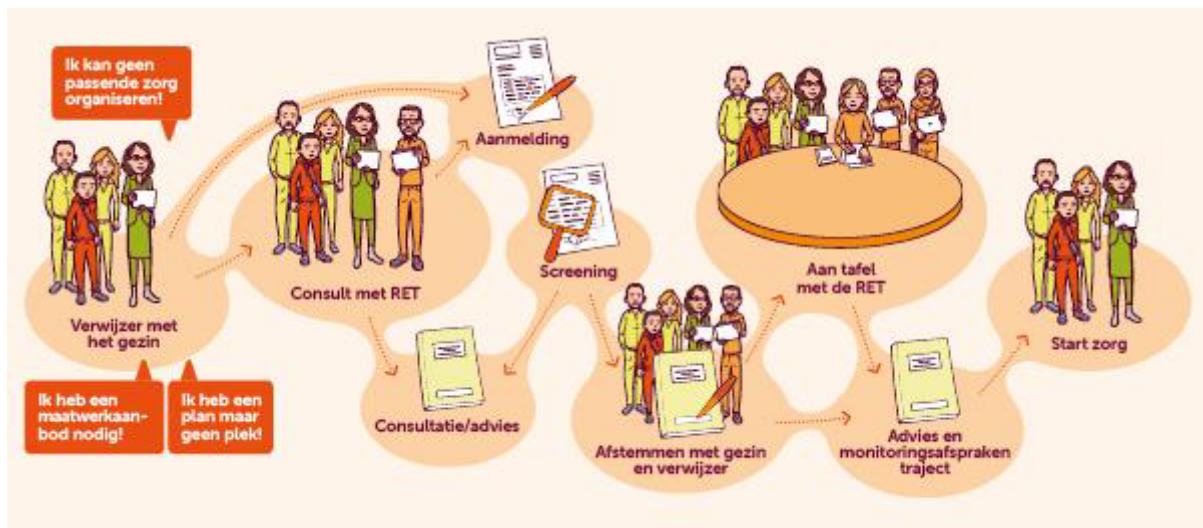 Ik kan geen
passende zorg
organiseren!
Verwijzer met
het gezin
Ik heb een
maatwerkaan-
bod nodig!
Ik heb een
plan maar
geen plek!
Consult met RET
Aanmelding
Screening
Consultatie/advies
Afstemmen met gezin
en verwijzer
Aan tafel
met de RET
Advies en
monitoringsafspraken
traject
Start zorg